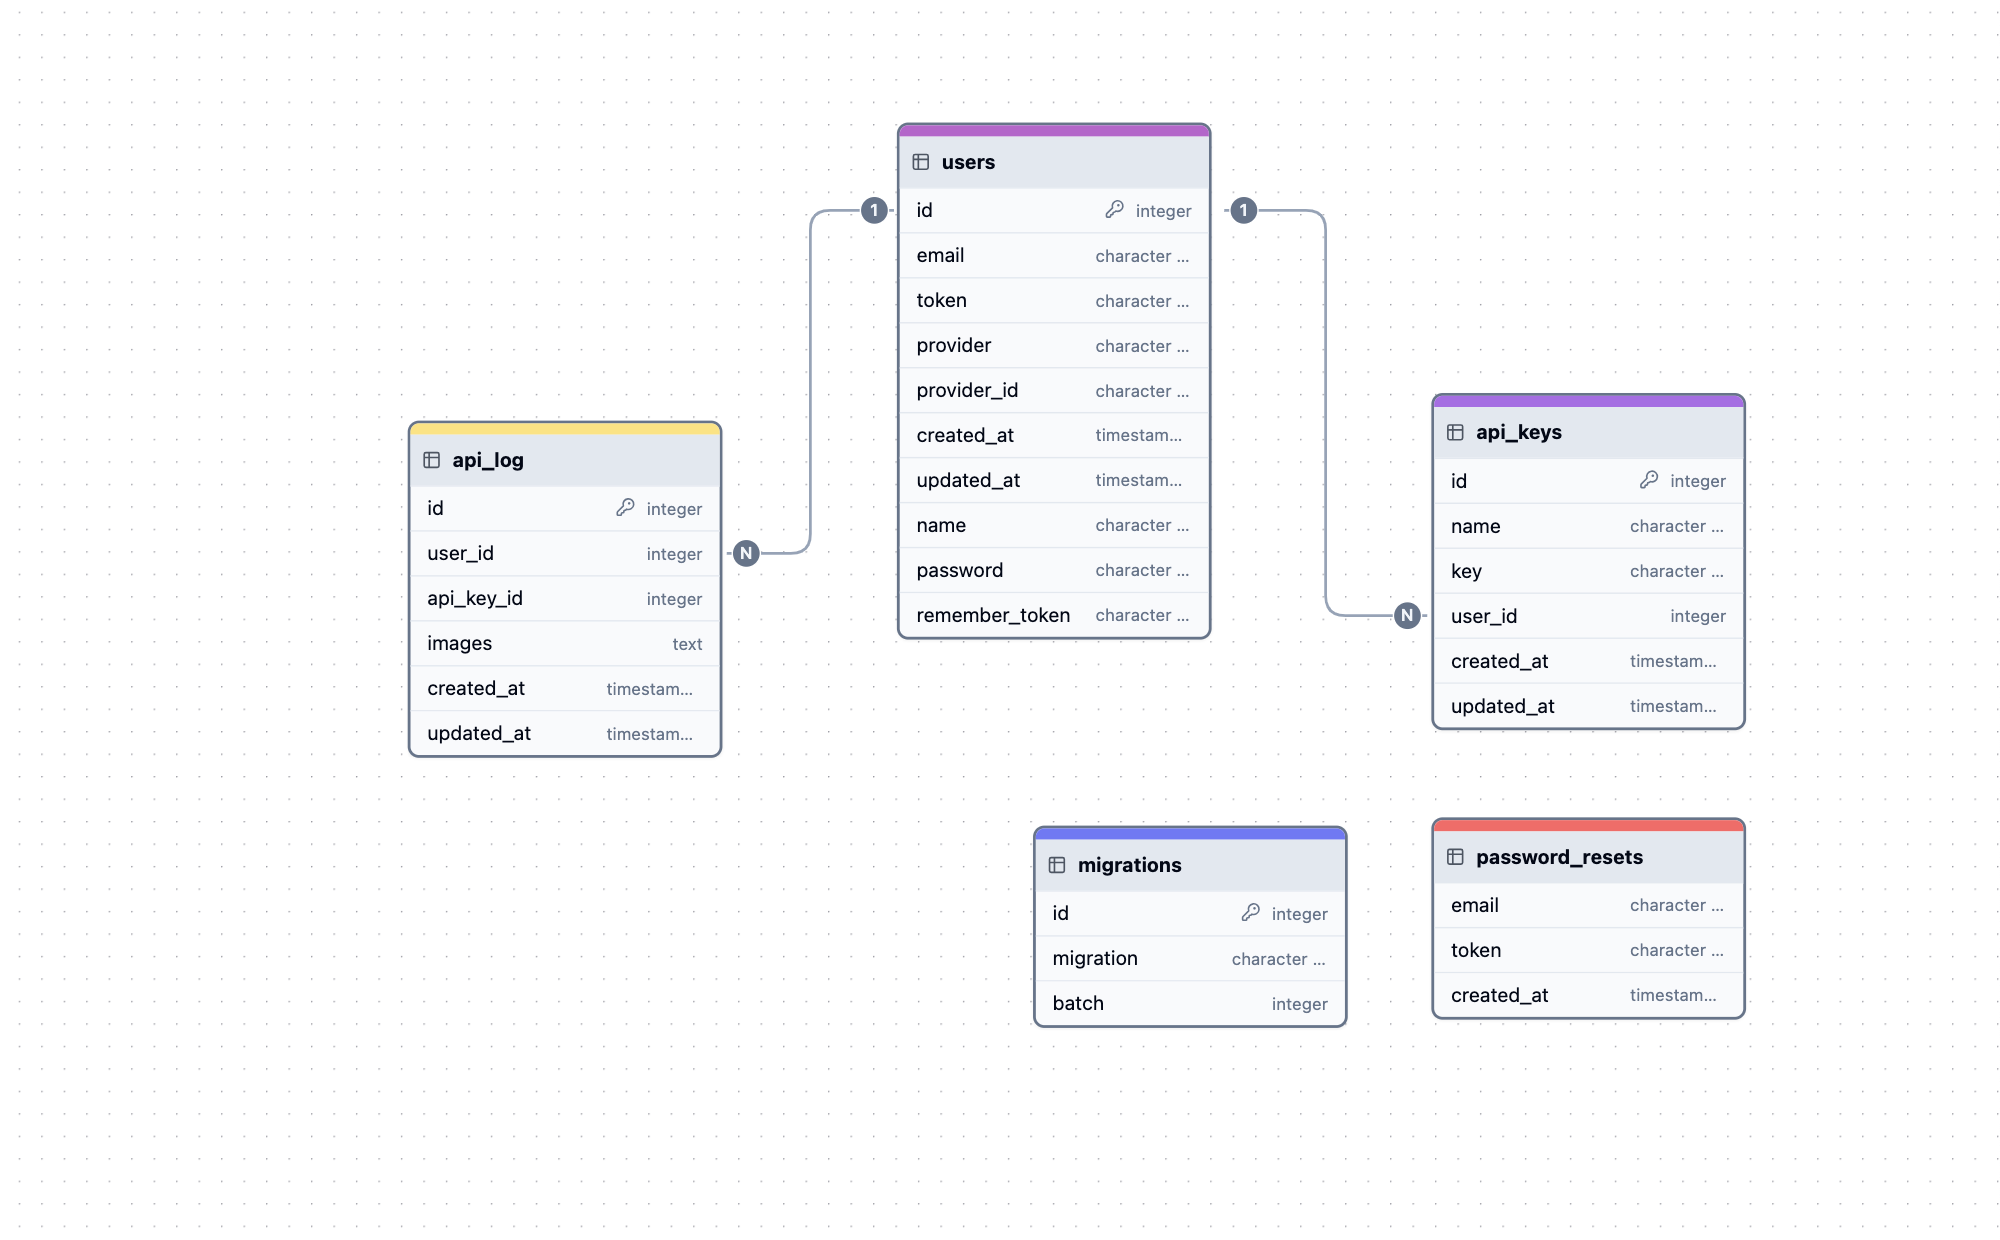 users
1
id integer
1
email character ...
token character ...
provider character ...
provider_id character ...
created_at timestam...
updated_at timestam...
name character ...
password character ...
remember_token character ...
api_log
id integer
user_id integer
N
api_key_id integer
images text
created_at timestam...
updated_at timestam...
api_keys
id integer
name character ...
key character ...
N
user_id integer
created_at timestam...
updated_at timestam...
migrations
id integer
migration character ...
batch integer
password_resets
email character ...
token character ...
created_at timestam...